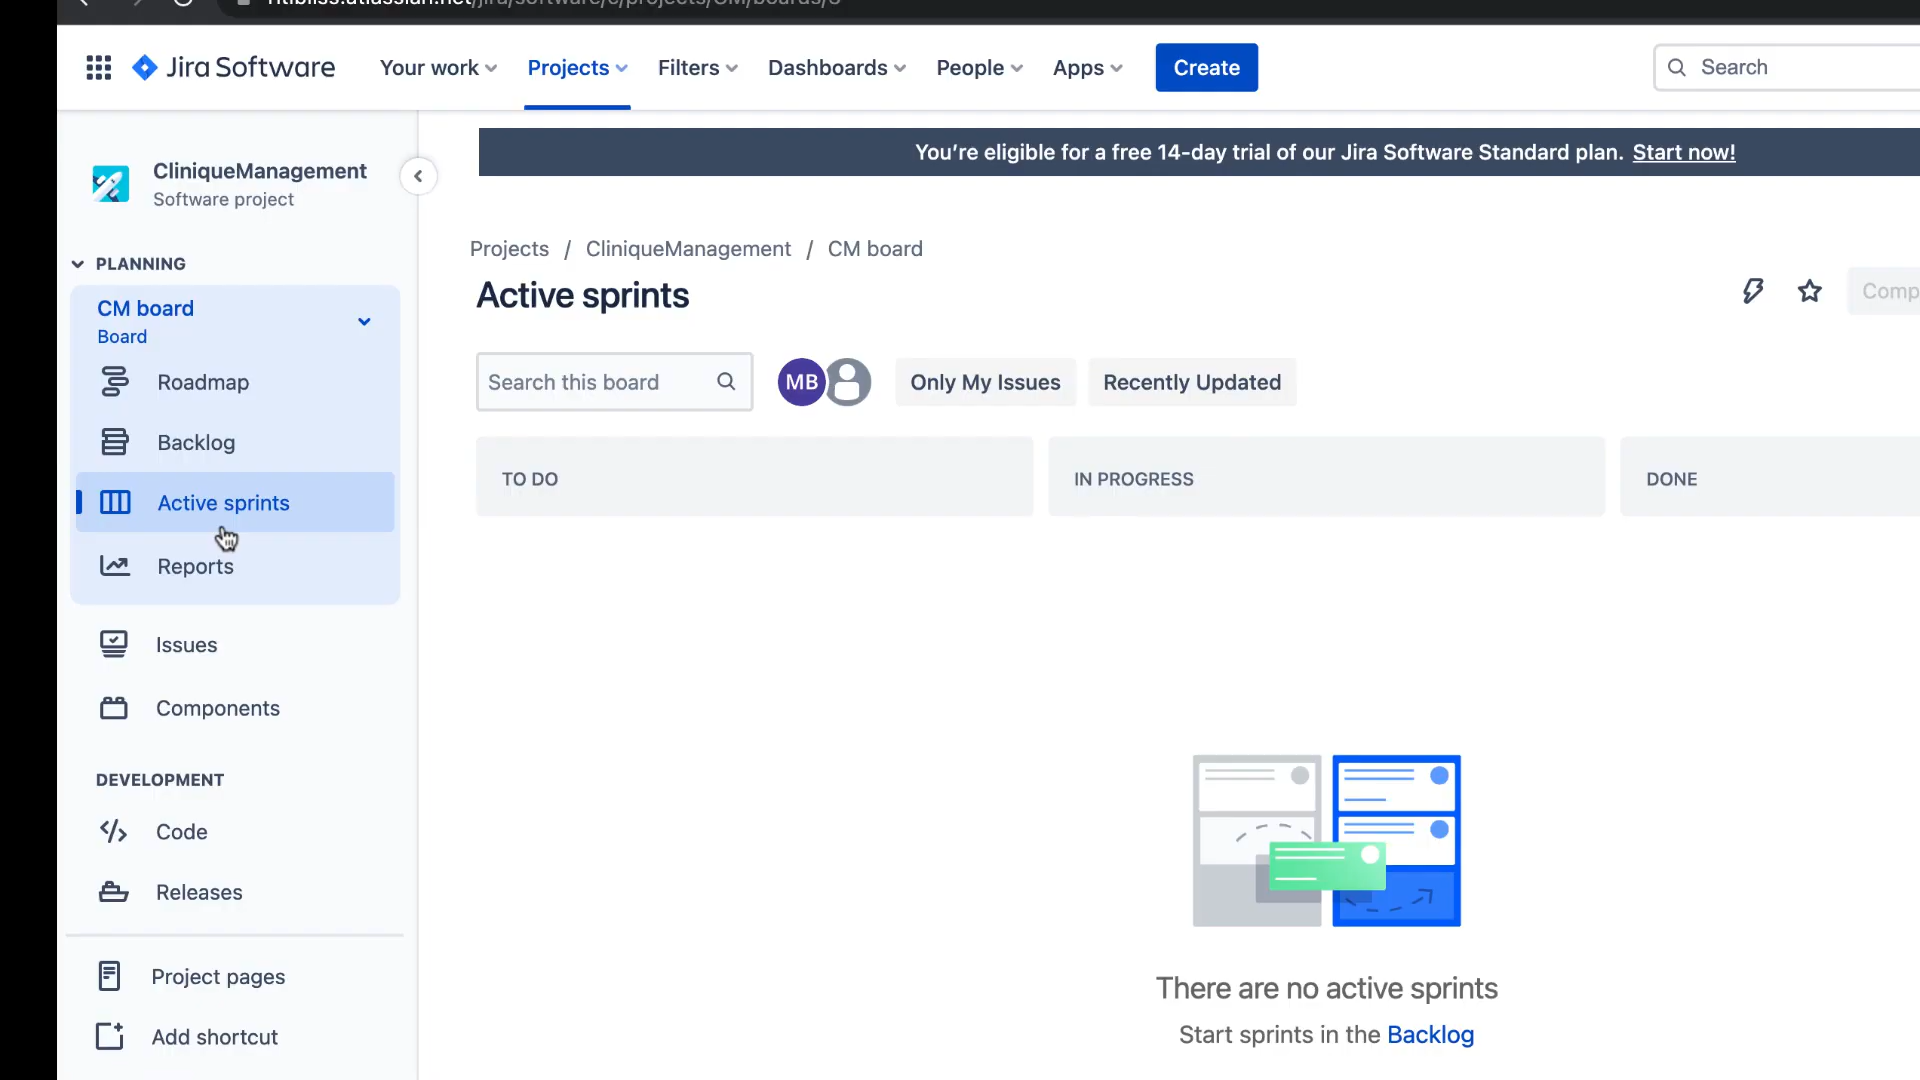 Jira Software
Your work
Projects
Filters
Dashboards
People
Apps
Create
Search
CliniqueManagement
Software project
You're eligible for a free 14-day trial of our Jira Software Standard plan. Start now!
Projects / CliniqueManagement / CM board
Active sprints
PLANNING
CM board
Board
Roadmap
Backlog
Active sprints
Reports
Issues
Components
DEVELOPMENT
Code
Releases
Project pages
Add shortcut
Comp
Search this board
MB
Only My Issues
Recently Updated
TO DO
IN PROGRESS
DONE
There are no active sprints
Start sprints in the Backlog